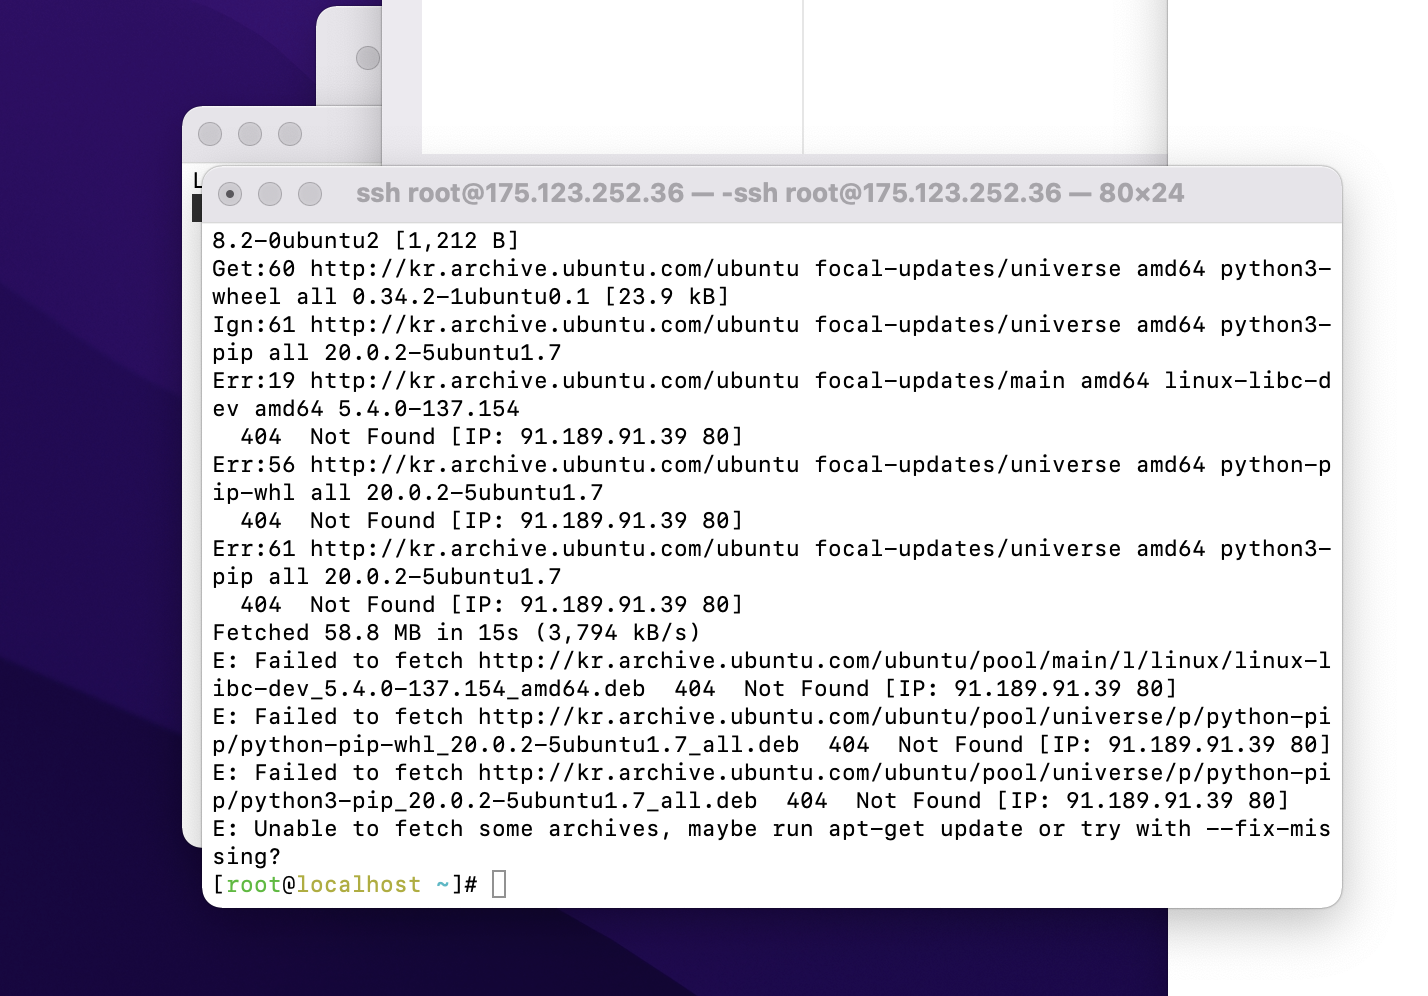 L
ssh root@175.123.252.36 — -ssh root@175.123.252.36 — 80×24
8.2-0ubuntu2 [1,212 B]
Get:60 http://kr.archive.ubuntu.com/ubuntu focal-updates/universe amd64 python3-
wheel all 0.34.2-1ubuntu0.1 [23.9 kB]
Ign:61 http://kr.archive.ubuntu.com/ubuntu focal-updates/universe amd64 python3-
pip all 20.0.2-5ubuntu1.7
Err:19 http://kr.archive.ubuntu.com/ubuntu focal-updates/main amd64 linux-libc-d
ev amd64 5.4.0-137.154
  404  Not Found [IP: 91.189.91.39 80]
Err:56 http://kr.archive.ubuntu.com/ubuntu focal-updates/universe amd64 python-p
ip-whl all 20.0.2-5ubuntu1.7
  404  Not Found [IP: 91.189.91.39 80]
Err:61 http://kr.archive.ubuntu.com/ubuntu focal-updates/universe amd64 python3-
pip all 20.0.2-5ubuntu1.7
  404  Not Found [IP: 91.189.91.39 80]
Fetched 58.8 MB in 15s (3,794 kB/s)
E: Failed to fetch http://kr.archive.ubuntu.com/ubuntu/pool/main/l/linux/linux-l
ibc-dev_5.4.0-137.154_amd64.deb  404  Not Found [IP: 91.189.91.39 80]
E: Failed to fetch http://kr.archive.ubuntu.com/ubuntu/pool/universe/p/python-pi
p/python-pip-whl_20.0.2-5ubuntu1.7_all.deb  404  Not Found [IP: 91.189.91.39 80]
E: Failed to fetch http://kr.archive.ubuntu.com/ubuntu/pool/universe/p/python-pi
p/python3-pip_20.0.2-5ubuntu1.7_all.deb  404  Not Found [IP: 91.189.91.39 80]
E: Unable to fetch some archives, maybe run apt-get update or try with --fix-mis
sing?
[root@localhost ~]#